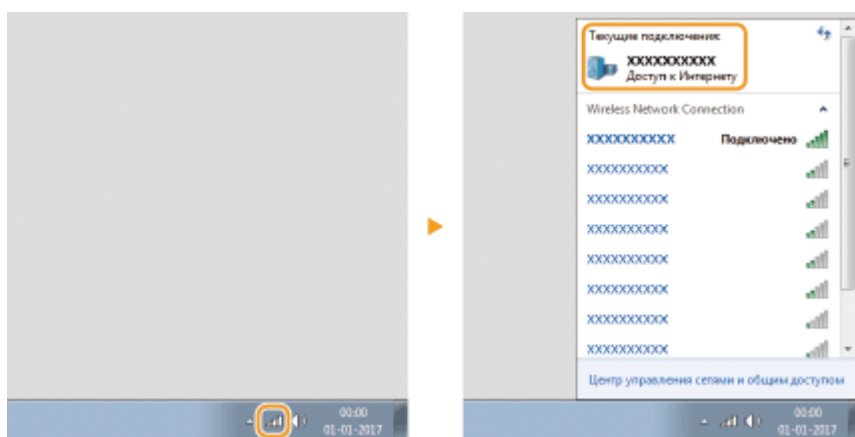 00:00
01-01-2017
Текущие подключения:
XXXXXXXXXX
Доступ к Интернету
Wireless Network Connection
XXXXXXXXXX Подключено
XXXXXXXXXX
XXXXXXXXXX
XXXXXXXXXX
XXXXXXXXXX
XXXXXXXXXX
XXXXXXXXXX
XXXXXXXXXX
Центр управления сетями и общим доступом
00:00
01-01-2017